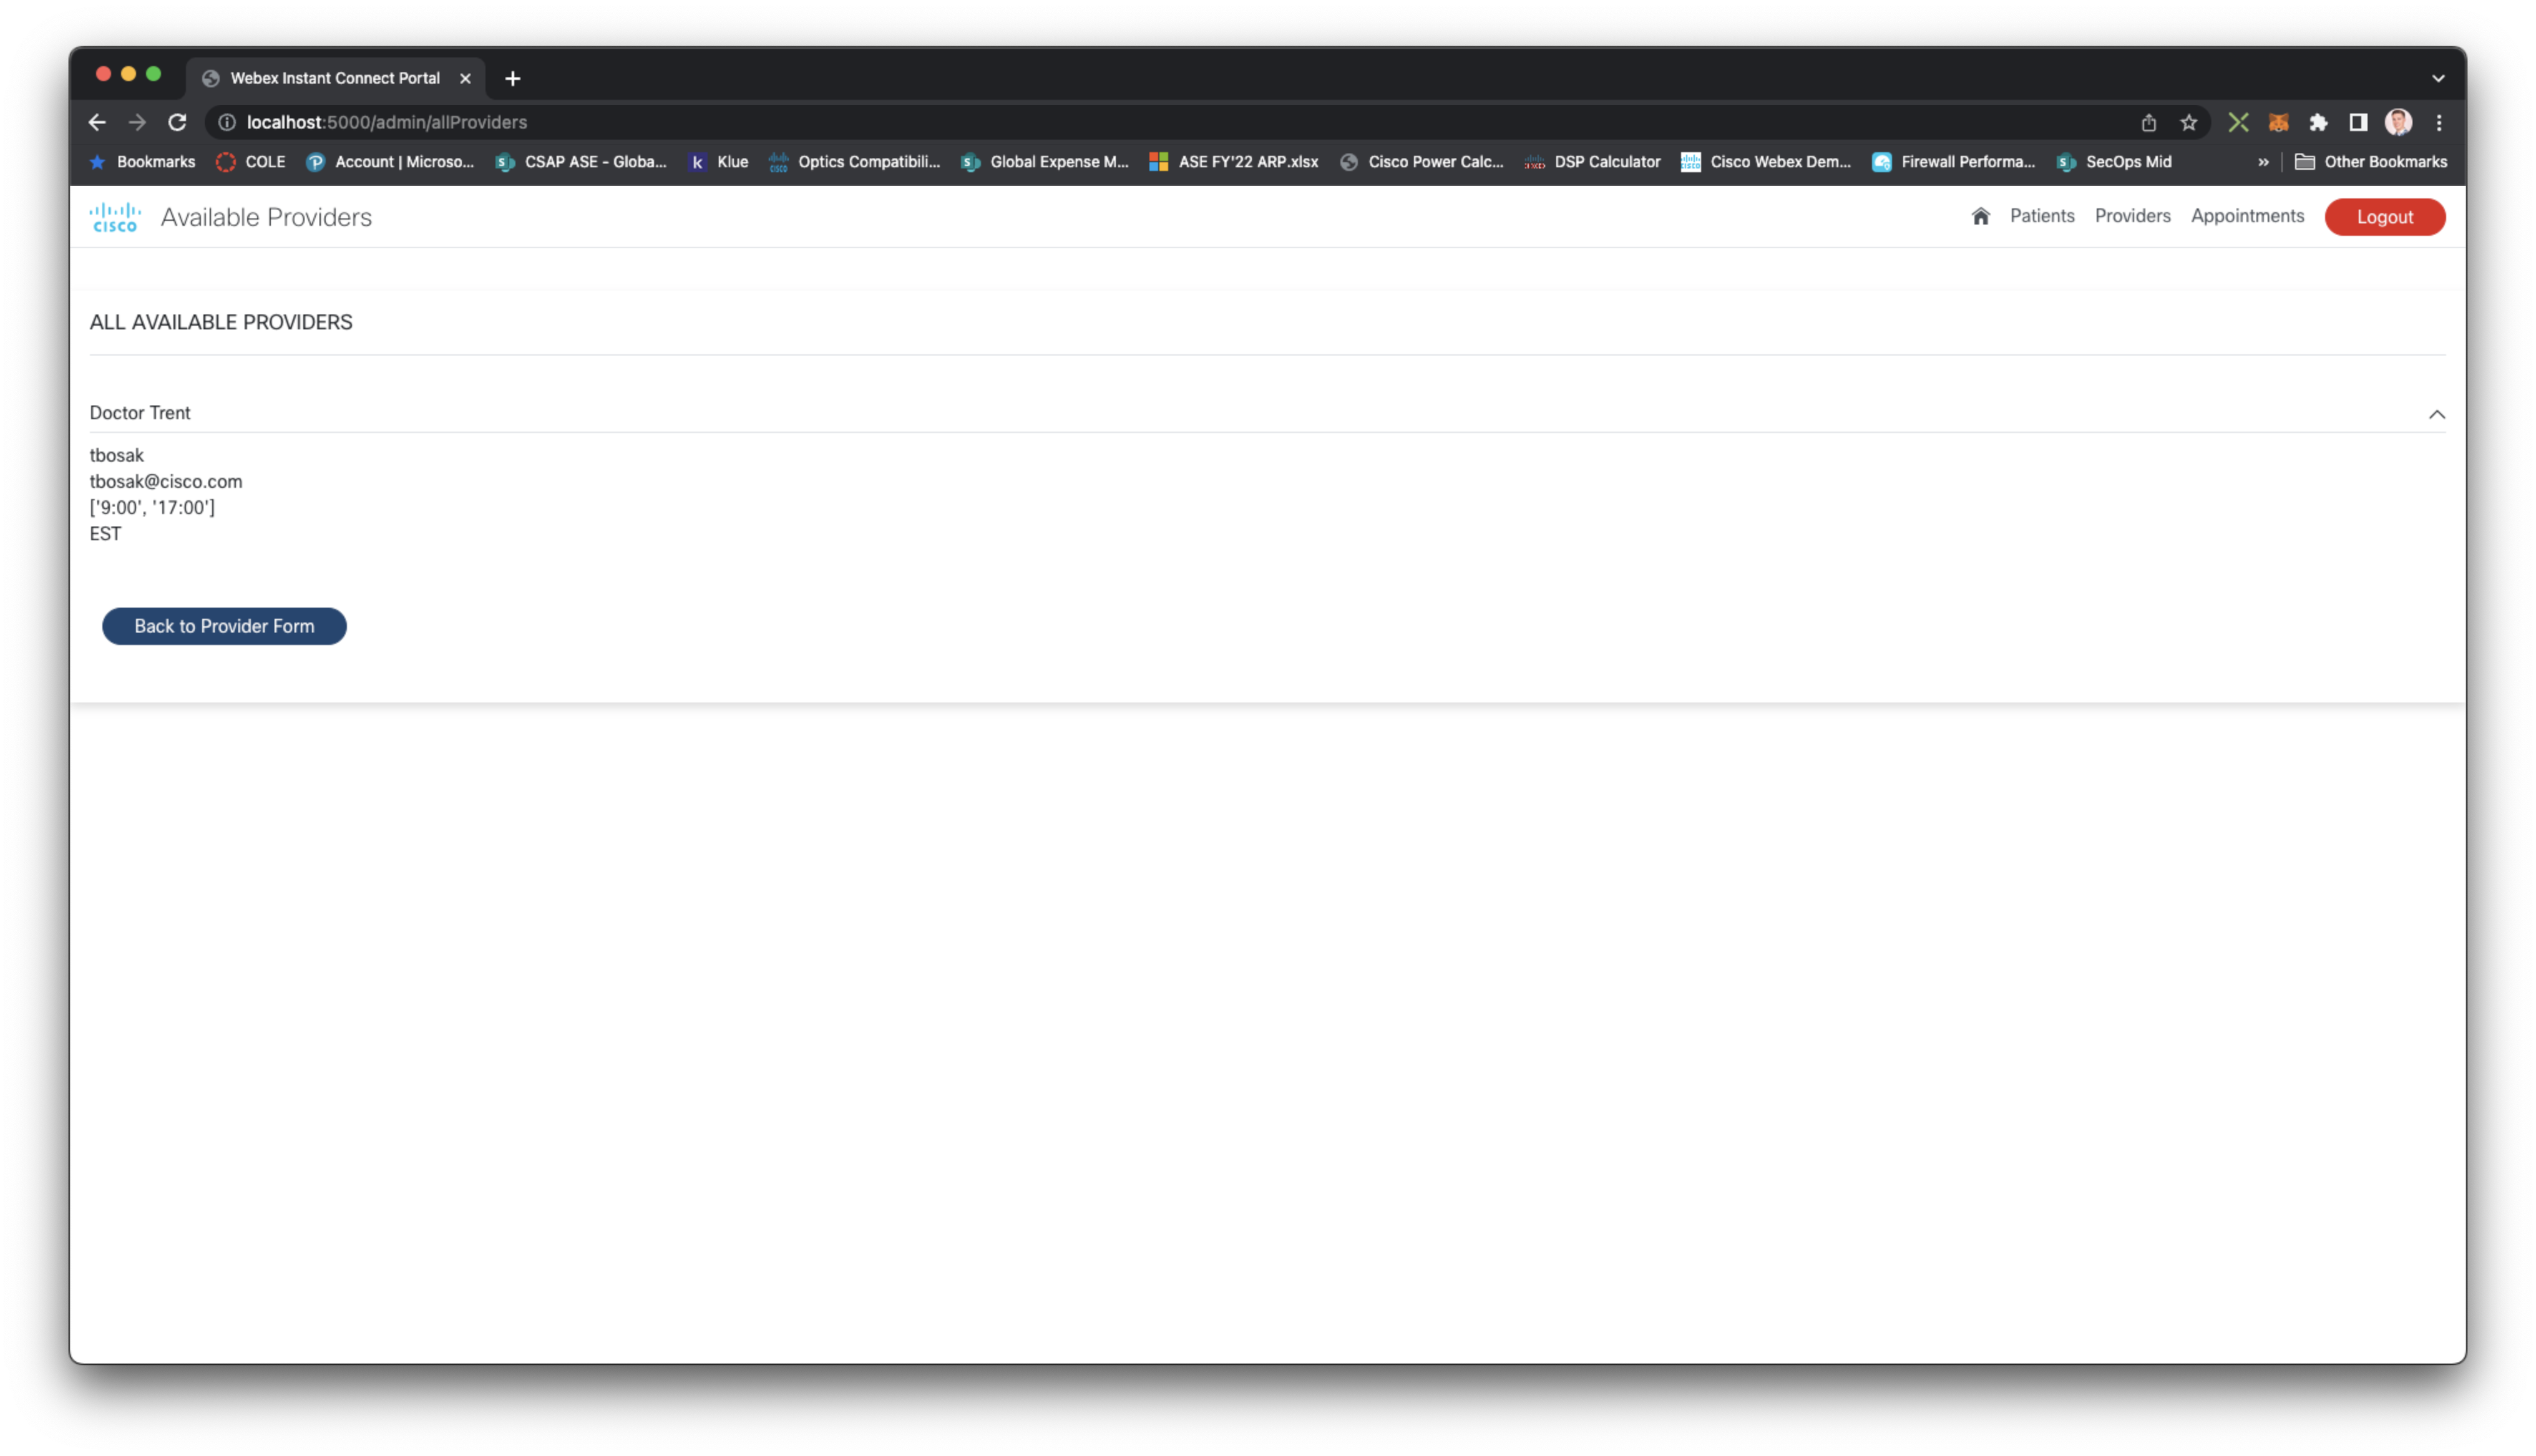 Webex Instant Connect Portal
localhost:5000/admin/allProviders
Bookmarks COLE Account | Microso... CSAP ASE - Globa... k Klue Optics Compatibili... Global Expense M... ASE FY'22 ARP.xlsx Cisco Power Calc... DSP Calculator Cisco Webex Dem... Firewall Performa... SecOps Mid » Other Bookmarks
CISCO Available Providers Patients Providers Appointments Logout
ALL AVAILABLE PROVIDERS
Doctor Trent
tbosak
tbosak@cisco.com
['9:00', '17:00']
EST
Back to Provider Form